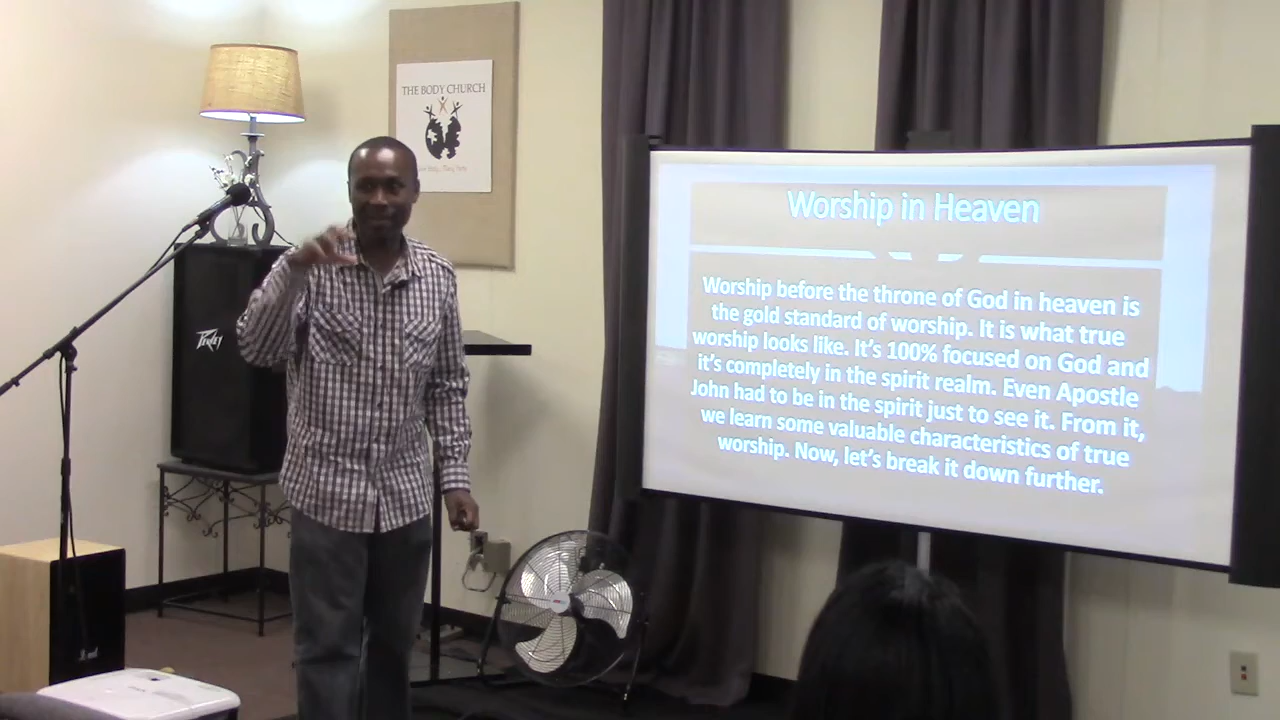 THE BODY CHURCH
PEAVEY
Worship in Heaven
Worship before the throne of God in heaven is
the gold standard of worship. It is what true
worship looks like. It's 100% focused on God and
it's completely in the spirit realm. Even Apostle
John had to be in the spirit just to see it. From it,
we learn some valuable characteristics of true
worship. Now, let's break it down further.